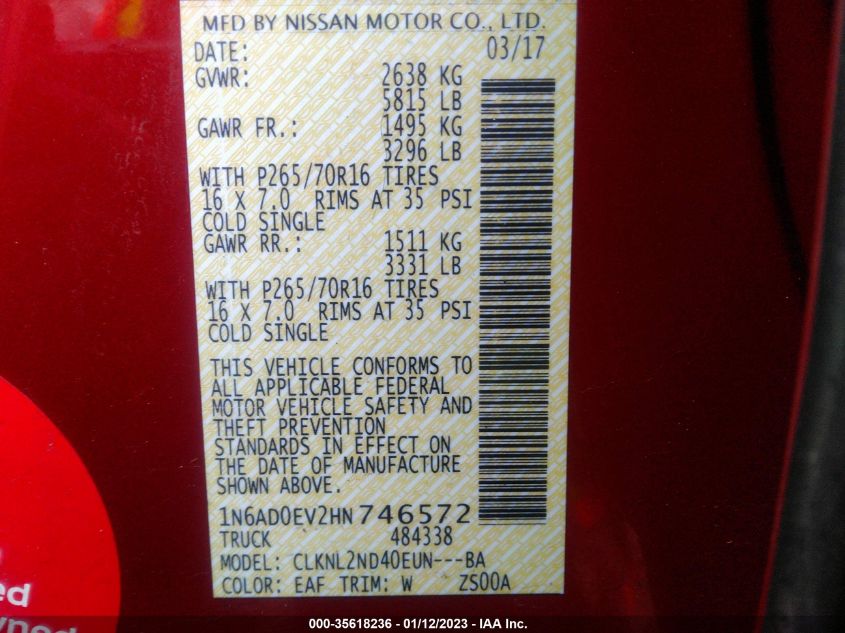 MFD BY NISSAN MOTOR CO., LTD.
DATE: 03/17
GVWR: 2638 KG
5815 LB
GAWR FR.: 1495 KG
3296 LB
WITH P265/70R16 TIRES
16 X 7.0 RIMS AT 35 PSI
COLD SINGLE
GAWR RR.: 1511 KG
3331 LB
WITH P265/70R16 TIRES
16 X 7.0 RIMS AT 35 PSI
COLD SINGLE
THIS VEHICLE CONFORMS TO
ALL APPLICABLE FEDERAL
MOTOR VEHICLE SAFETY AND
THEFT PREVENTION
STANDARDS IN EFFECT ON
THE DATE OF MANUFACTURE
SHOWN ABOVE.
1N6AD0EV2HN746572
TRUCK 484338
MODEL: CLKNL2ND40EUN---BA
COLOR: EAF TRIM: W ZS00A
000-35618236 - 01/12/2023 - IAA Inc.